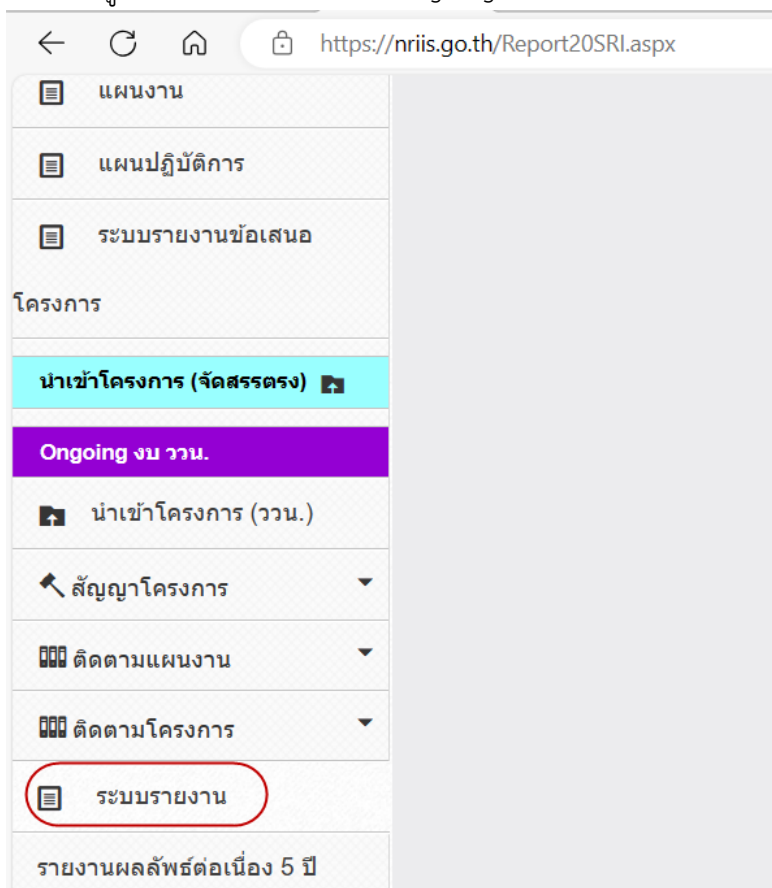 https://nriis.go.th/Report20SRI.aspx
แผนงาน
แผนปฏิบัติการ
ระบบรายงานข้อเสนอ
โครงการ
นำเข้าโครงการ (จัดสรรตรง)
Ongoing งบ ววน.
นำเข้าโครงการ (ววน.)
สัญญาโครงการ
ติดตามแผนงาน
ติดตามโครงการ
ระบบรายงาน
รายงานผลลัพธ์ต่อเนื่อง 5 ปี